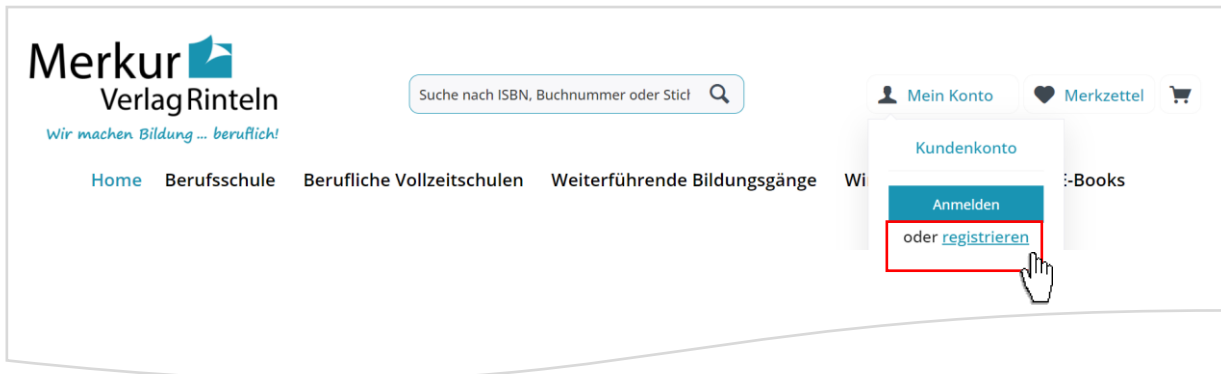 Merkur
Verlag Rinteln
Wir machen Bildung ... beruflich!
Suche nach ISBN, Buchnummer oder Stich
Mein Konto
Merkzettel
Kundenkonto
Home Berufsschule Berufliche Vollzeitschulen Weiterführende Bildungsgänge Wi E-Books
Anmelden
oder registrieren